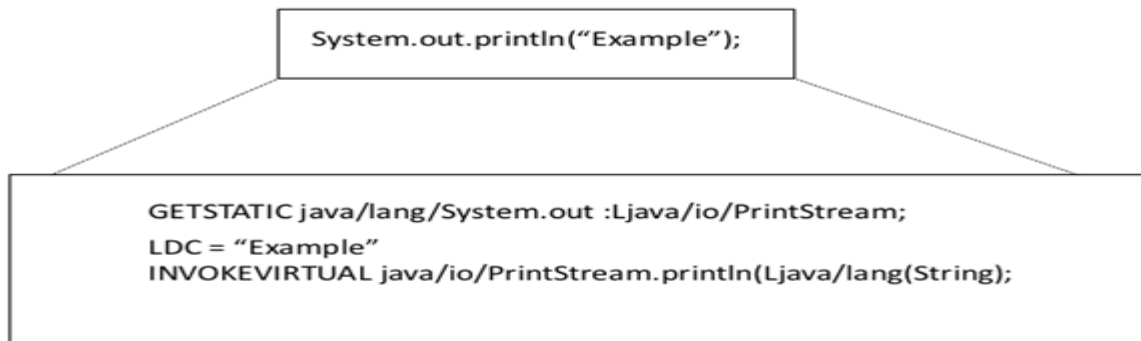 System.out.println(“Example”);
GETSTATIC java/lang/System.out :Ljava/io/PrintStream;
LDC = “Example”
INVOKEVIRTUAL java/io/PrintStream.println(Ljava/lang(String);